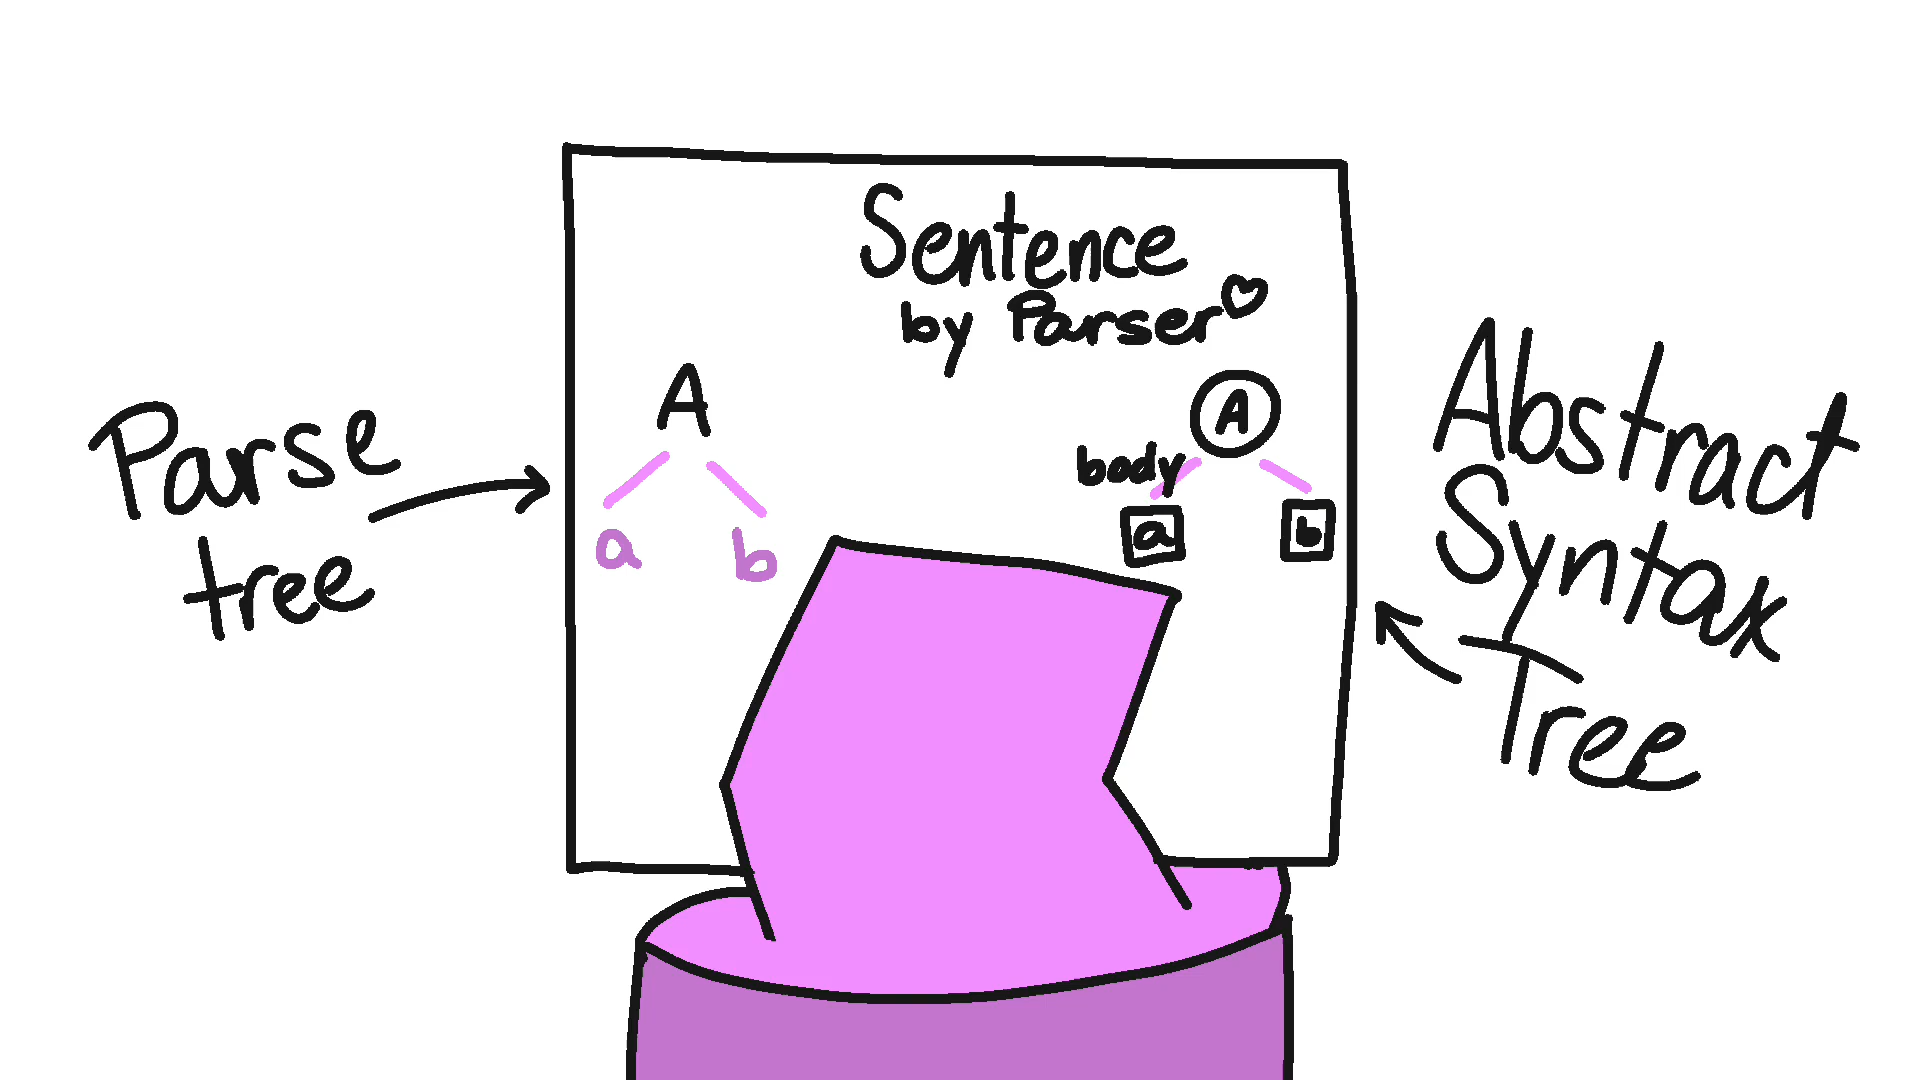 Sentence
by Parser♡
Parse
tree
A
a b
A
body
a b
Abstract
Syntax
Tree